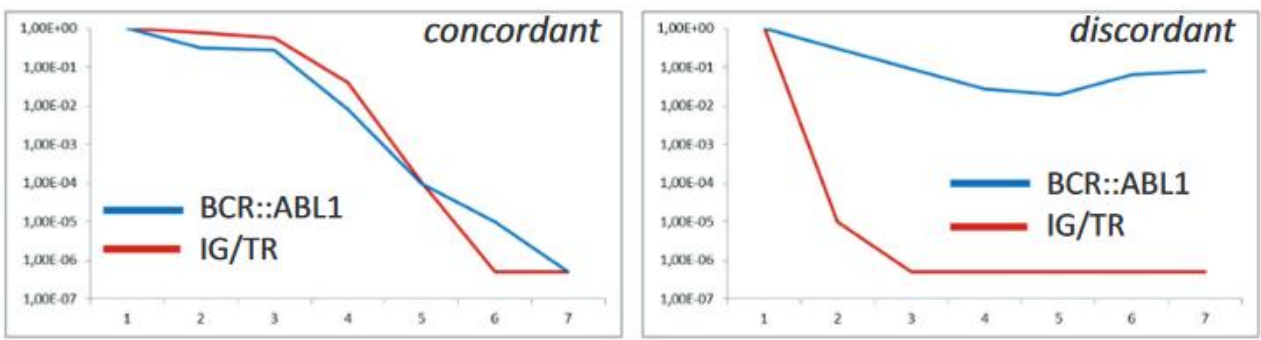 concordant
1,00E+00
1,00E-01
1,00E-02
1,00E-03
1,00E-04
1,00E-05
1,00E-06
1,00E-07
BCR::ABL1
IG/TR
1 2 3 4 5 6 7
discordant
1,00E+00
1,00E-01
1,00E-02
1,00E-03
1,00E-04
1,00E-05
1,00E-06
1,00E-07
BCR::ABL1
IG/TR
1 2 3 4 5 6 7